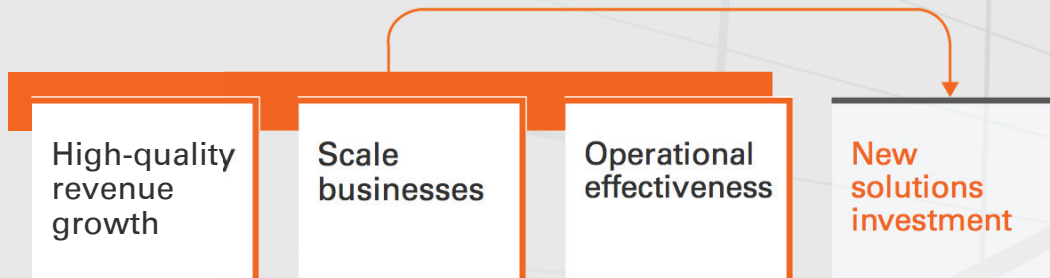 High-quality
revenue
growth
Scale
businesses
Operational
effectiveness
New
solutions
investment